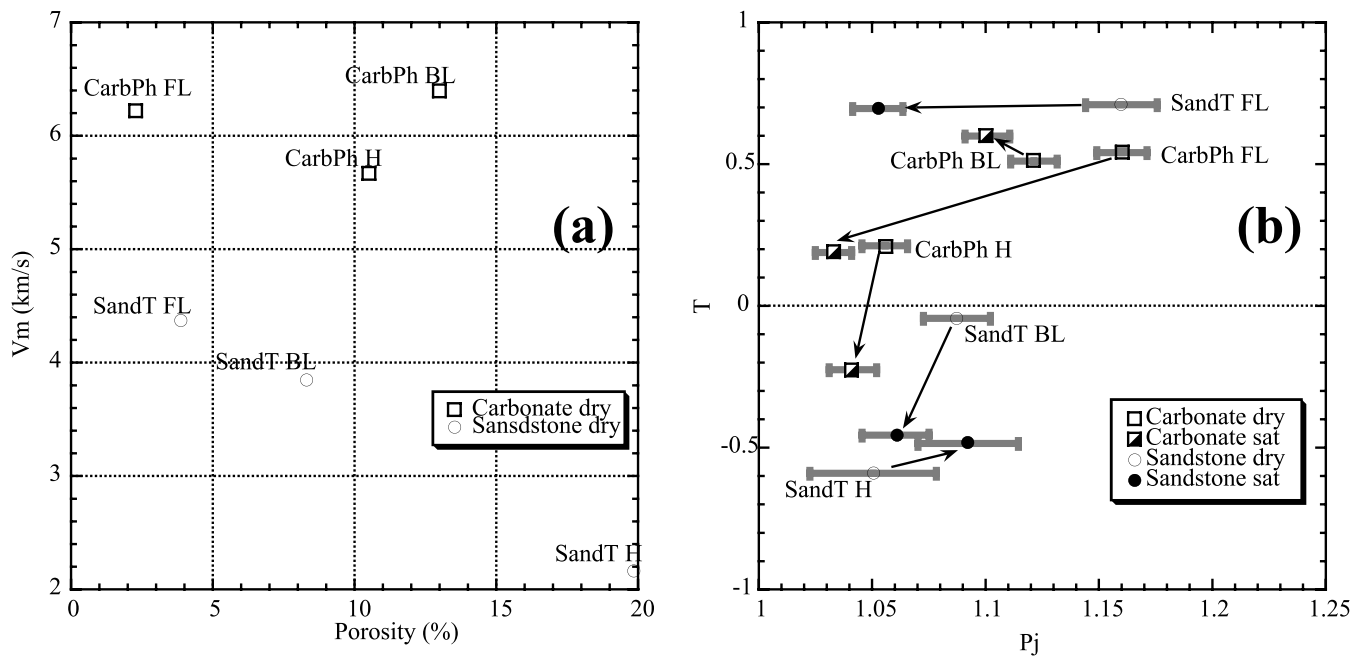 7
6
5
4
3
2
0
5
10
15
20
Vm (km/s)
Porosity (%)
CarbPh FL
CarbPh BL
CarbPh H
(a)
SandT FL
SandT BL
SandT H
Carbonate dry
Sansdstone dry
1
0.5
0
-0.5
-1
1
1.05
1.1
1.15
1.2
1.25
T
Pj
SandT FL
CarbPh BL
CarbPh FL
(b)
CarbPh H
SandT BL
SandT H
Carbonate dry
Carbonate sat
Sandstone dry
Sandstone sat